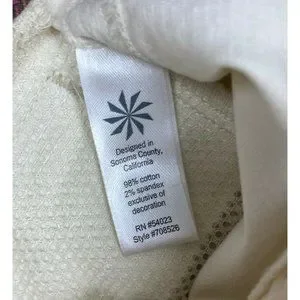 Designed in
Sonoma County,
California
98% cotton
2% spandex
exclusive of
decoration
RN #54023
Style #708526